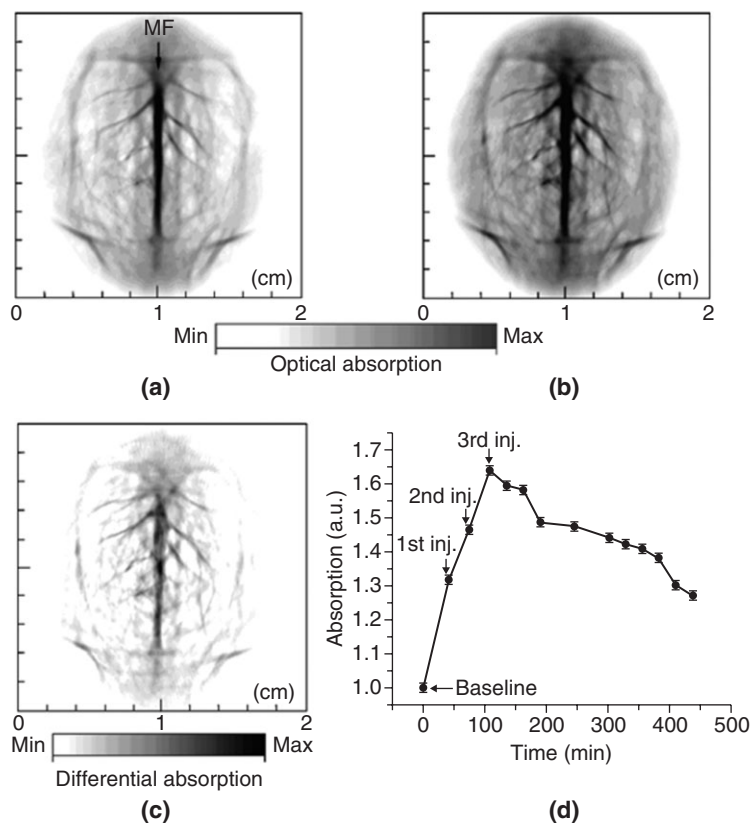 MF
(cm)
0 1 2
(cm)
0 1 2
Min Max
Optical absorption
(a) (b)
(cm)
0 1 2
Min Max
Differential absorption
(c)
1.7
1.6
1.5
1.4
1.3
1.2
1.1
1.0
Absorption (a.u.)
3rd inj.
2nd inj.
1st inj.
Baseline
0 100 200 300 400 500
Time (min)
(d)